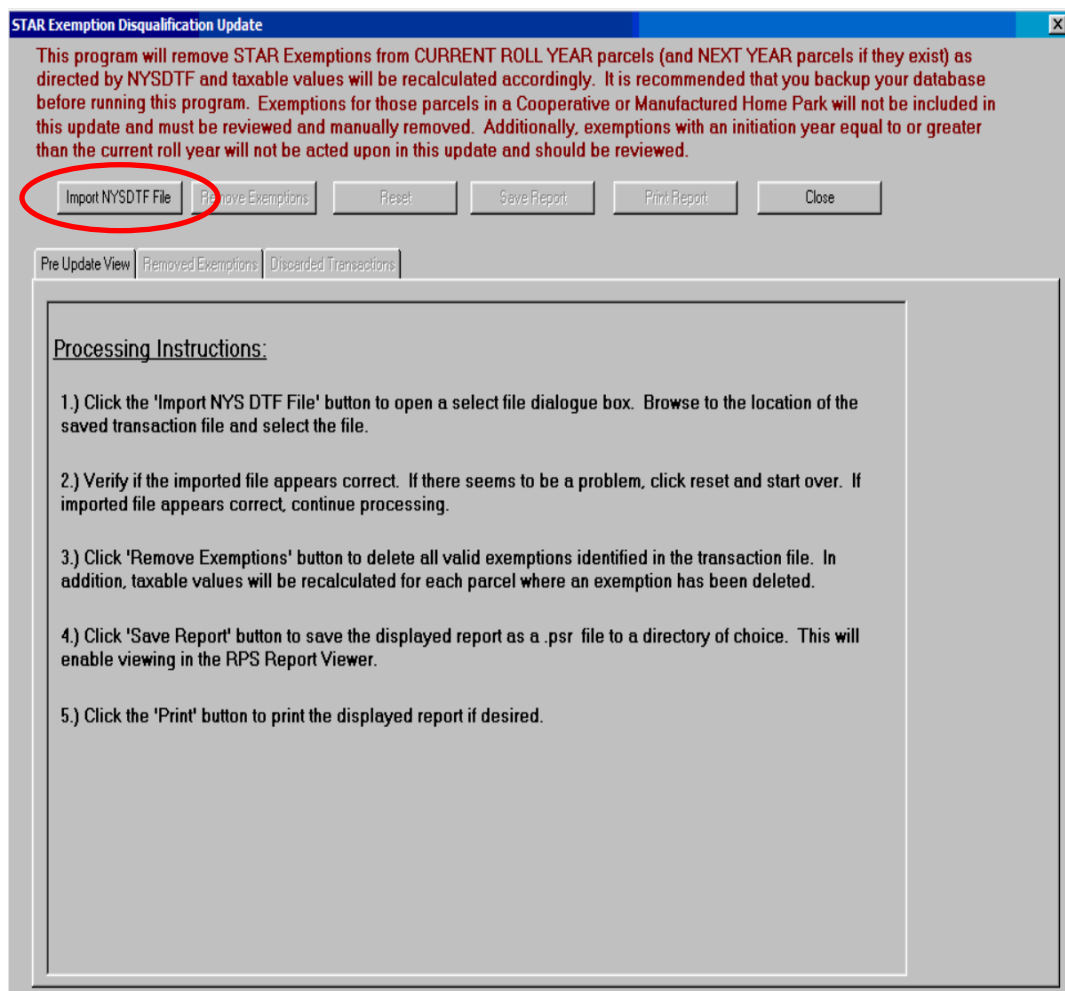 STAR Exemption Disqualification Update
This program will remove STAR Exemptions from CURRENT ROLL YEAR parcels (and NEXT YEAR parcels if they exist) as
directed by NYSDTF and taxable values will be recalculated accordingly. It is recommended that you backup your database
before running this program. Exemptions for those parcels in a Cooperative or Manufactured Home Park will not be included in
this update and must be reviewed and manually removed. Additionally, exemptions with an initiation year equal to or greater
than the current roll year will not be acted upon in this update and should be reviewed.
Import NYSDTF File Remove Exemptions Reset Save Report Print Report Close
Pre Update View Removed Exemptions Discarded Transactions
Processing Instructions:
1.) Click the 'Import NYS DTF File' button to open a select file dialogue box. Browse to the location of the
saved transaction file and select the file.
2.) Verify if the imported file appears correct. If there seems to be a problem, click reset and start over. If
imported file appears correct, continue processing.
3.) Click 'Remove Exemptions' button to delete all valid exemptions identified in the transaction file. In
addition, taxable values will be recalculated for each parcel where an exemption has been deleted.
4.) Click 'Save Report' button to save the displayed report as a .psr file to a directory of choice. This will
enable viewing in the RPS Report Viewer.
5.) Click the 'Print' button to print the displayed report if desired.